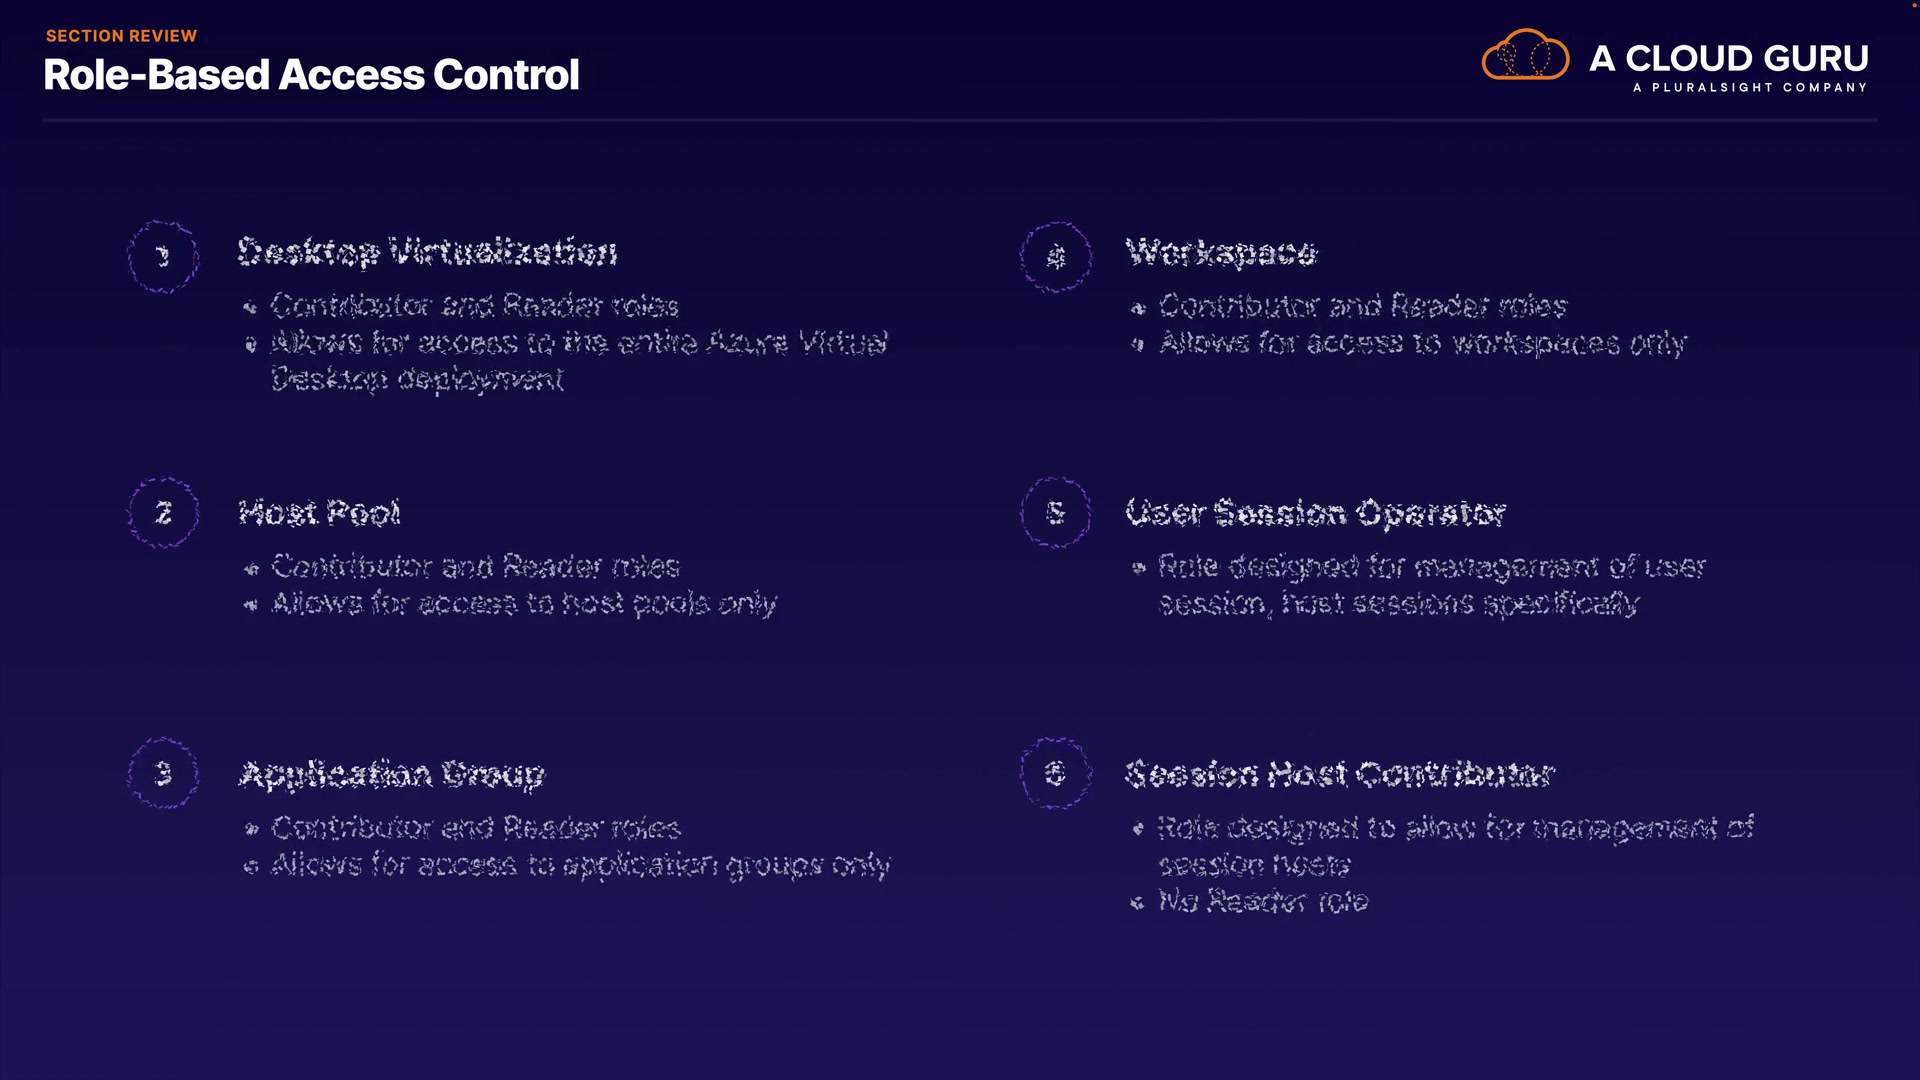 SECTION REVIEW
Role-Based Access Control
A CLOUD GURU
A PLURALSIGHT COMPANY
1
Desktop Virtualization
• Contributor and Reader roles
• Allows for access to the entire Azure Virtual
Desktop deployment
2
Host Pool
• Contributor and Reader roles
• Allows for access to host pools only
3
Application Group
• Contributor and Reader roles
• Allows for access to application groups only
4
Workspace
• Contributor and Reader roles
• Allows for access to workspaces only
5
User Session Operator
• Role designed for management of user
session, host sessions specifically
6
Session Host Contributor
• Role designed to allow for management of
session hosts
• No Reader role